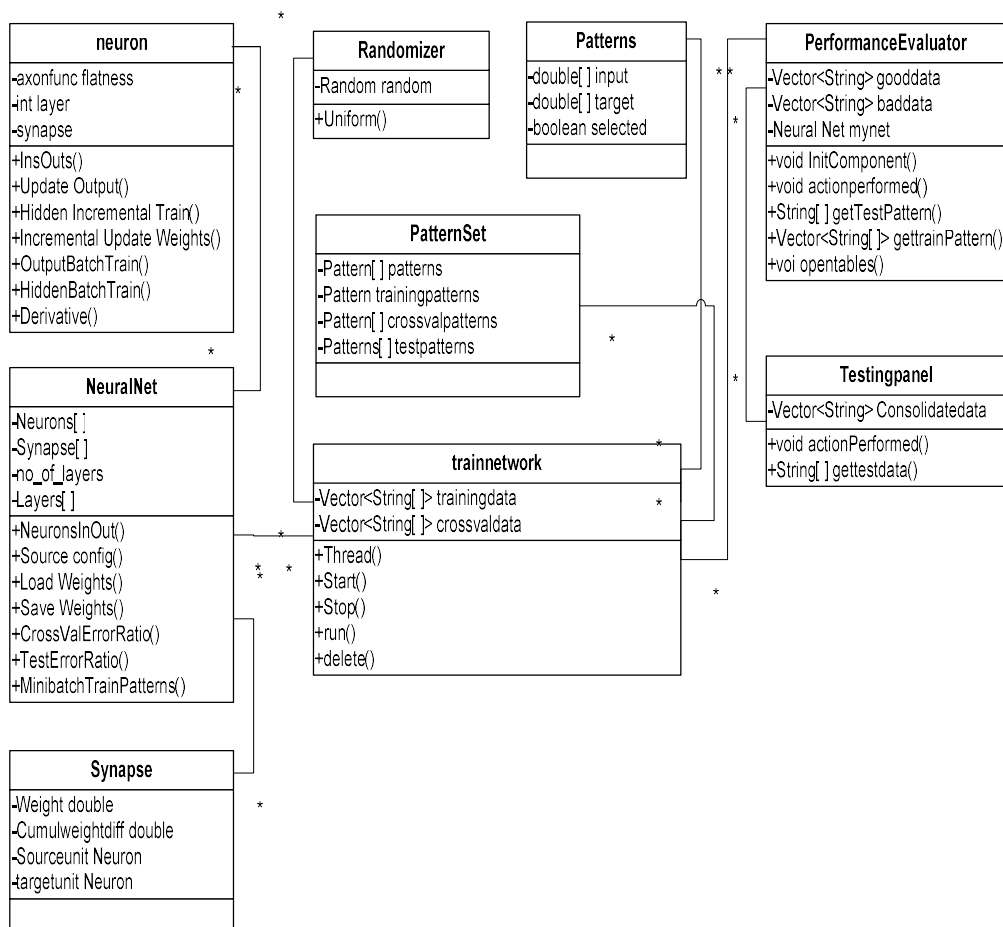 neuron
-axonfunc flatness
-int layer
-synapse
+InsOuts()
+Update Output()
+Hidden Incremental Train()
+Incremental Update Weights()
+OutputBatchTrain()
+HiddenBatchTrain()
+Derivative()
*
*
*
Randomizer
-Random random
+Uniform()
Patterns
-double[ ] input
-double[ ] target
-boolean selected
* *
*
*
PerformanceEvaluator
-Vector<String> gooddata
-Vector<String> baddata
-Neural Net mynet
+void InitComponent()
+void actionperformed()
+String[ ] getTestPattern()
+Vector<String[ ]> gettrainPattern()
+voi opentables()
PatternSet
-Pattern[ ] patterns
-Pattern trainingpatterns
-Pattern[ ] crossvalpatterns
-Patterns[ ] testpatterns
*
Testingpanel
-Vector<String> Consolidatedata
+void actionPerformed()
+String[ ] gettestdata()
NeuralNet
-Neurons[ ]
-Synapse[ ]
-no_of_layers
-Layers[ ]
+NeuronsInOut()
+Source config()
+Load Weights()
+Save Weights()
+CrossValErrorRatio()
+TestErrorRatio()
+MinibatchTrainPatterns()
*
* *
*
trainnetwork
-Vector<String[ ]> trainingdata
-Vector<String[ ]> crossvaldata
+Thread()
+Start()
+Stop()
+run()
+delete()
*
*
*
Synapse
-Weight double
-Cumulweightdiff double
-Sourceunit Neuron
-targetunit Neuron
*